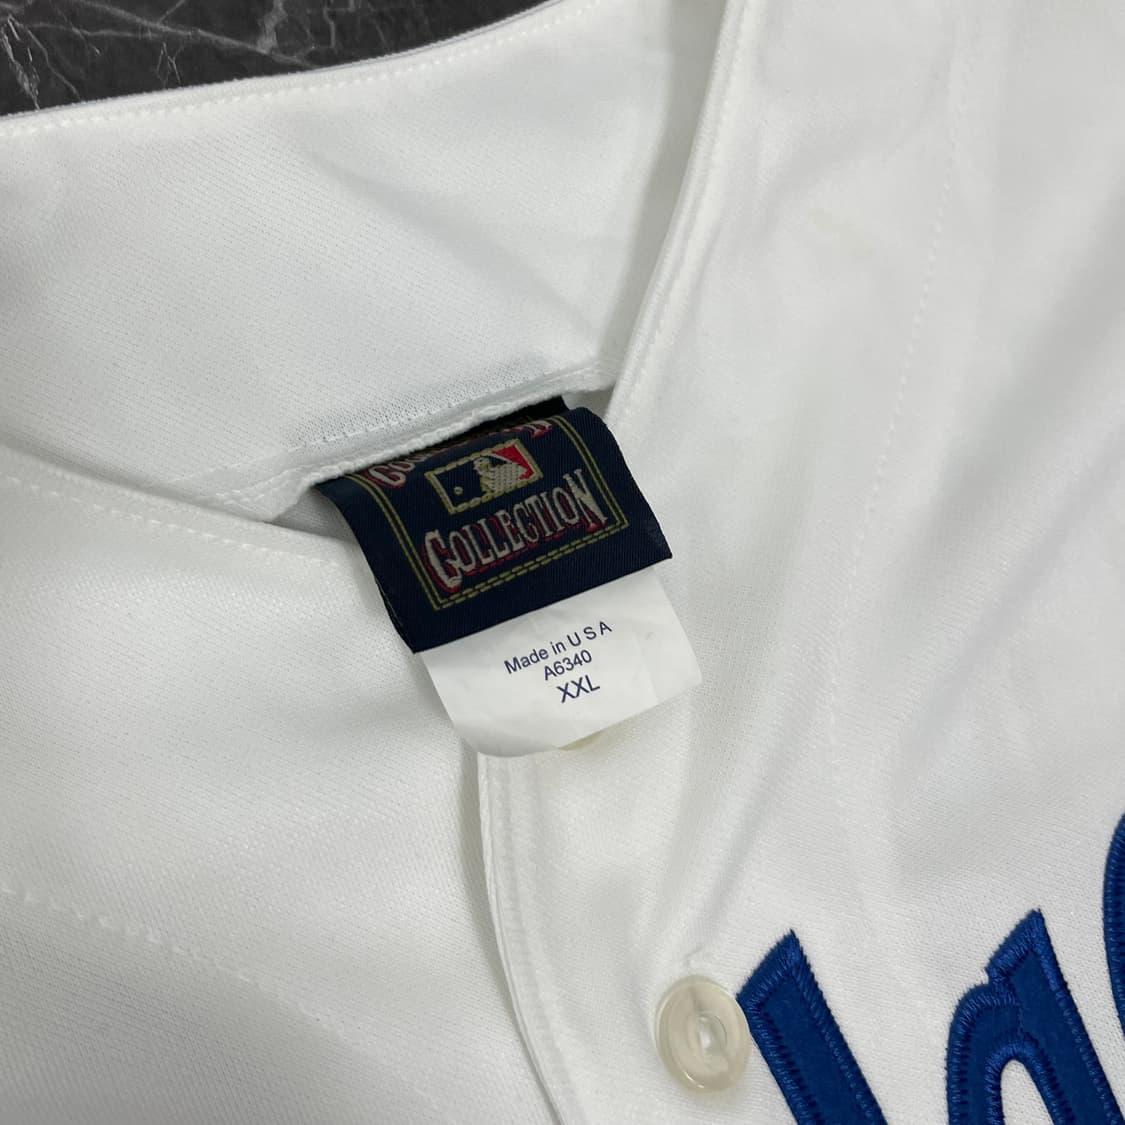 COLLECTION
Made in U S A
A6340
XXL